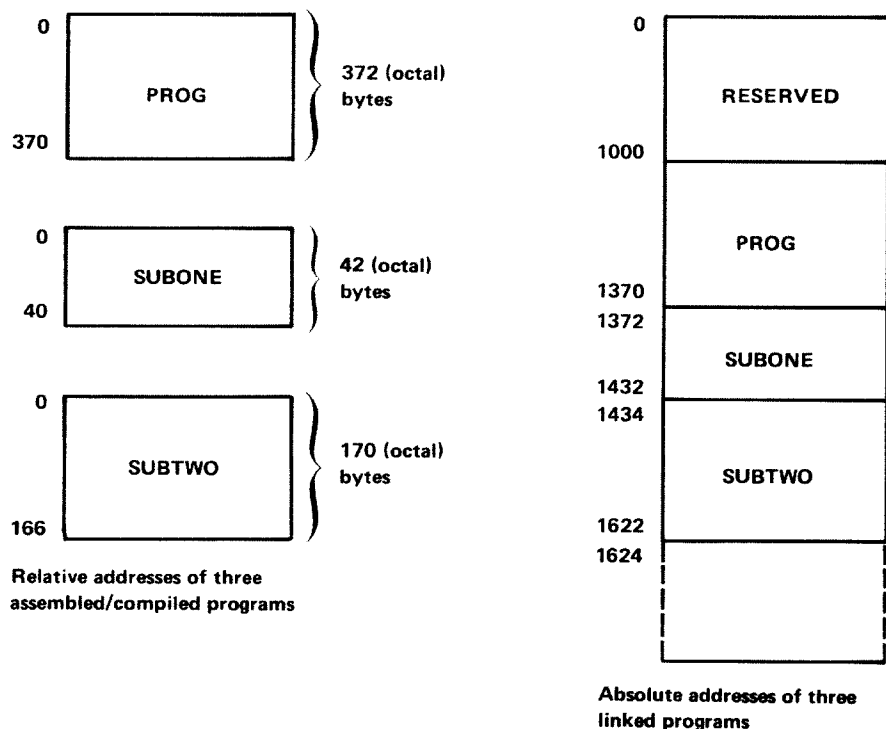 0
PROG
370
372 (octal)
bytes
0
SUBONE
40
42 (octal)
bytes
0
SUBTWO
166
170 (octal)
bytes
Relative addresses of three
assembled/compiled programs
0
RESERVED
1000
PROG
1370
1372
SUBONE
1432
1434
SUBTWO
1622
1624
Absolute addresses of three
linked programs